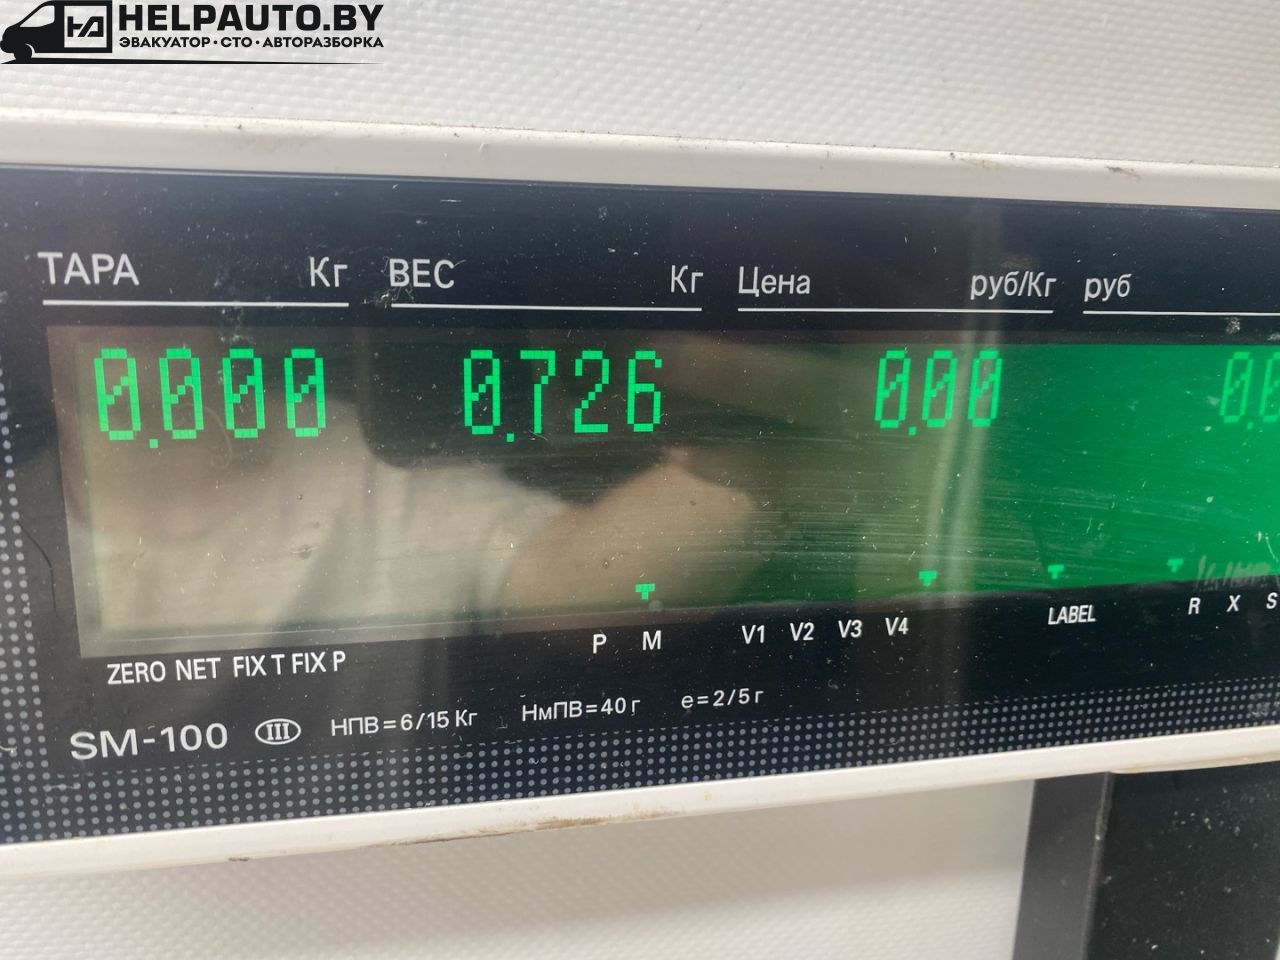 HELPAUTO.BY
ЭВАКУАТОР · СТО · АВТОРАЗБОРКА
ТАРА Кг ВЕС Кг Цена руб/Кг руб
0.000 0.726 0.00
P M V1 V2 V3 V4 LABEL R X S
ZERO NET FIX T FIX P
SM-100 III НПВ=6/15 Кг НмПВ=40 г e=2/5 г